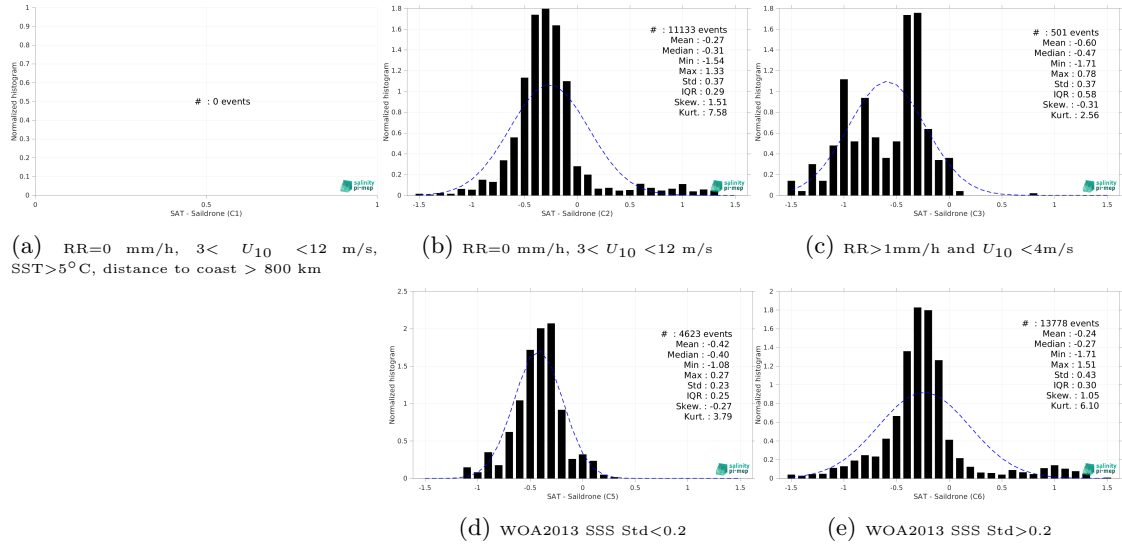 1
0.9
0.8
0.7
0.6
0.5
0.4
0.3
0.2
0.1
0
Normalized histogram
# : 0 events
0 0.5 1
SAT - Saildrone (C1)
salinity
pi-mep
(a) RR=0 mm/h, 3< U10 <12 m/s,
SST>5°C, distance to coast > 800 km
1.8
1.6
1.4
1.2
1
0.8
0.6
0.4
0.2
0
Normalized histogram
# : 11133 events
Mean : -0.27
Median : -0.31
Min : -1.54
Max : 1.33
Std : 0.37
IQR : 0.29
Skew. : 1.51
Kurt. : 7.58
-1.5 -1 -0.5 0 0.5 1 1.5
SAT - Saildrone (C2)
salinity
pi-mep
(b) RR=0 mm/h, 3< U10 <12 m/s
1.8
1.6
1.4
1.2
1
0.8
0.6
0.4
0.2
0
Normalized histogram
# : 501 events
Mean : -0.60
Median : -0.47
Min : -1.71
Max : 0.78
Std : 0.37
IQR : 0.58
Skew. : -0.31
Kurt. : 2.56
-1.5 -1 -0.5 0 0.5 1 1.5
SAT - Saildrone (C3)
salinity
pi-mep
(c) RR>1mm/h and U10 <4m/s
2.5
2
1.5
1
0.5
0
Normalized histogram
# : 4623 events
Mean : -0.42
Median : -0.40
Min : -1.08
Max : 0.27
Std : 0.23
IQR : 0.25
Skew. : -0.27
Kurt. : 3.79
-1.5 -1 -0.5 0 0.5 1 1.5
SAT - Saildrone (C5)
salinity
pi-mep
(d) WOA2013 SSS Std<0.2
2
1.8
1.6
1.4
1.2
1
0.8
0.6
0.4
0.2
0
Normalized histogram
# : 13778 events
Mean : -0.24
Median : -0.27
Min : -1.71
Max : 1.51
Std : 0.43
IQR : 0.30
Skew. : 1.05
Kurt. : 6.10
-1.5 -1 -0.5 0 0.5 1 1.5
SAT - Saildrone (C6)
salinity
pi-mep
(e) WOA2013 SSS Std>0.2